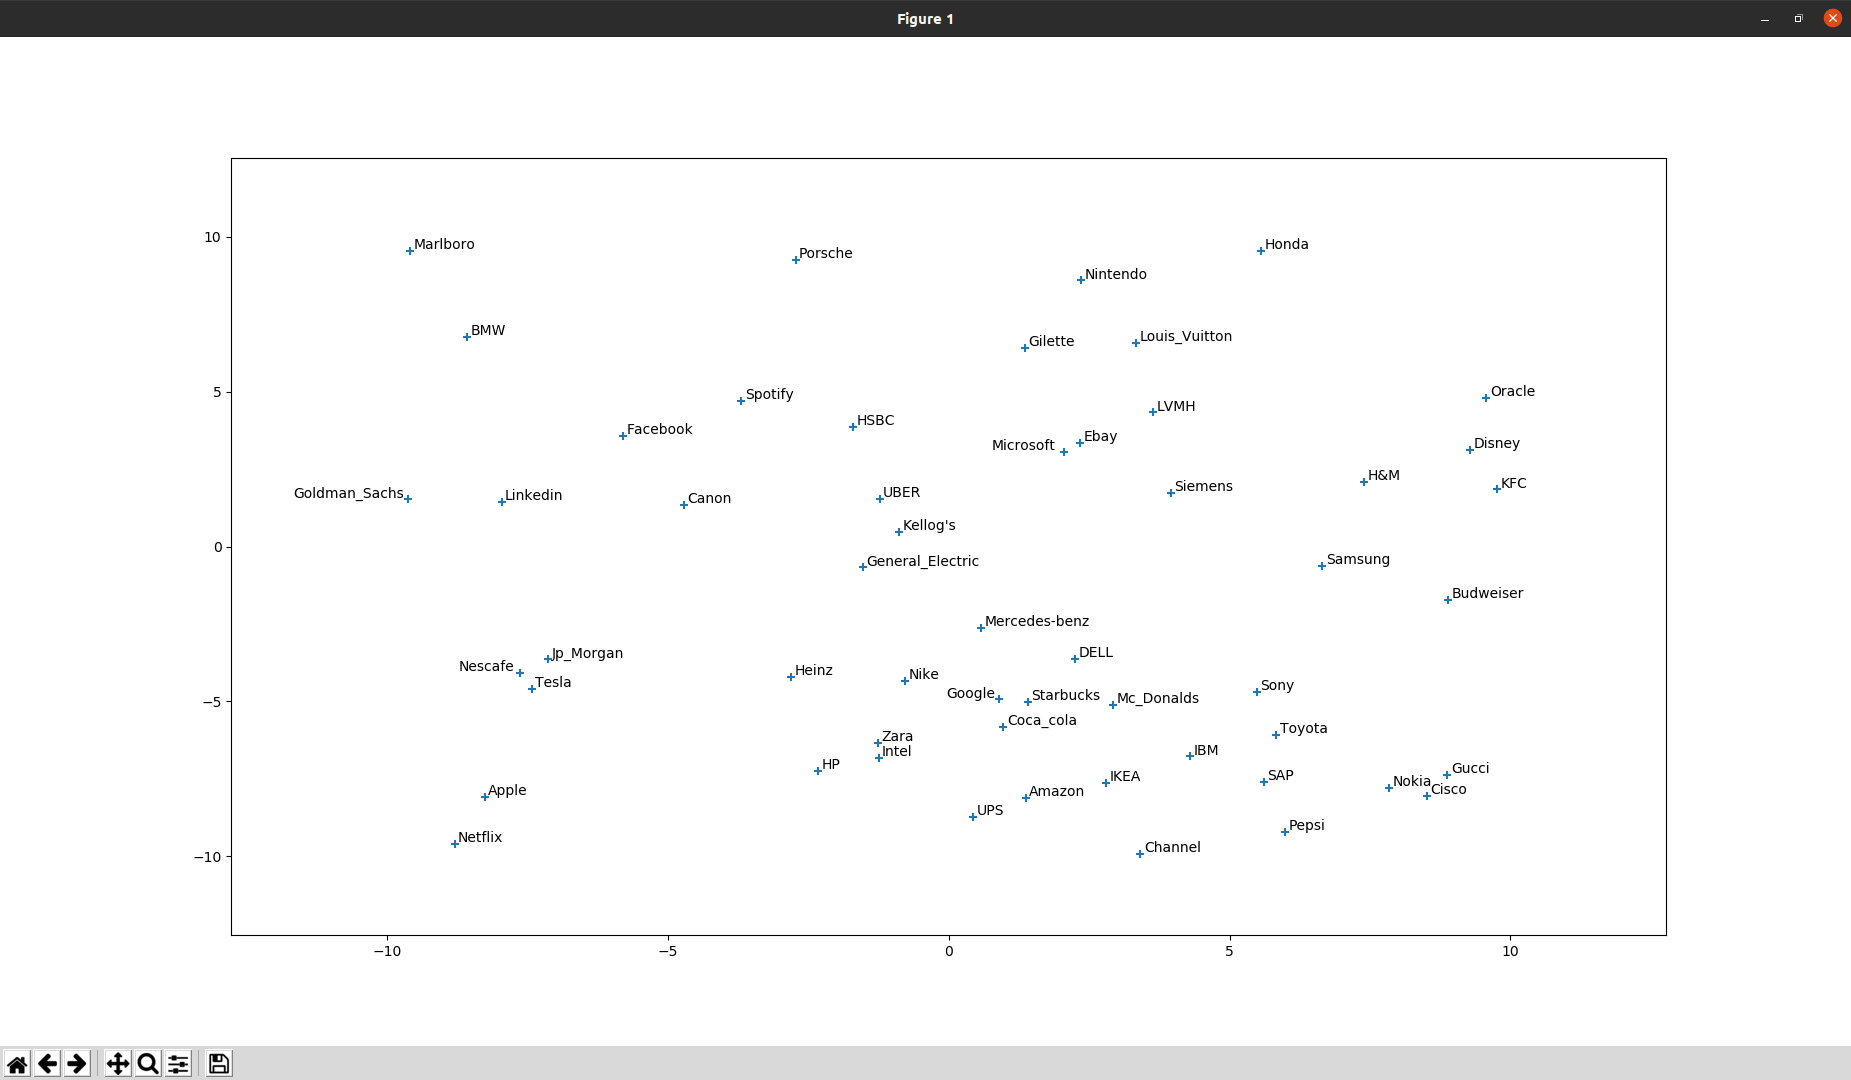 Figure 1
10
Marlboro
Honda
Porsche
Nintendo
BMW
Louis_Vuitton
Gilette
5
Spotify
Oracle
LVMH
HSBC
Facebook
Ebay
Microsoft
Disney
H&M
KFC
Siemens
UBER
Goldman_Sachs
Linkedin
Canon
Kellog's
0
General_Electric
Samsung
Budweiser
Mercedes-benz
DELL
Jp_Morgan
Nescafe
Heinz
Nike
Tesla
Sony
Google
Starbucks
Mc_Donalds
−5
Coca_cola
Toyota
Zara
Intel
IBM
HP
Gucci
SAP
IKEA
Nokia
Cisco
Apple
Amazon
UPS
Pepsi
Netflix
Channel
−10
−10
−5
0
5
10